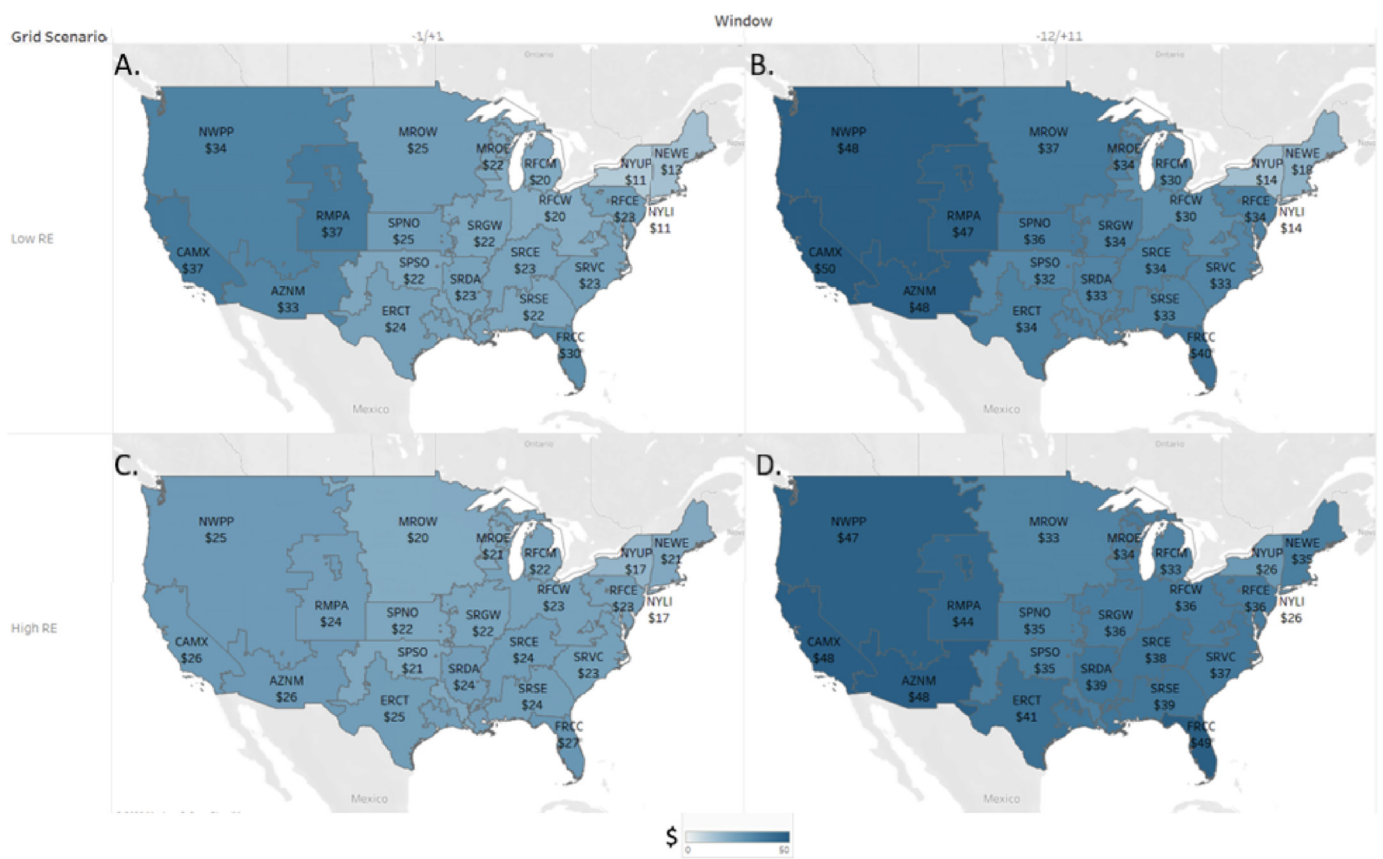 Window
Grid Scenario
-1/+1
-12/+11
A.
Ontario
NWPP
$34
MROW
$25
MROE
$22
RFCM
$20
NYUP
$11
NEWE
$13
RFCW
$20
RFCE
$23
NYLI
$11
RMPA
$37
SPNO
$25
SRGW
$22
CAMX
$37
SPSO
$22
SRCE
$23
SRDA
$23
SRVC
$23
AZNM
$33
ERCT
$24
SRSE
$22
FRCC
$30
Mexico
Low RE
B.
Ontario
NWPP
$48
MROW
$37
MROE
$34
RFCM
$30
NYUP
$14
NEWE
$18
RFCW
$30
RFCE
$34
NYLI
$14
RMPA
$47
SPNO
$36
SRGW
$34
CAMX
$50
SPSO
$32
SRCE
$34
SRDA
$33
SRVC
$33
AZNM
$48
ERCT
$34
SRSE
$33
FRCC
$40
Mexico
C.
Ontario
NWPP
$25
MROW
$20
MROE
$21
RFCM
$22
NYUP
$17
NEWE
$21
RFCW
$23
RFCE
$23
NYLI
$17
RMPA
$24
SPNO
$22
SRGW
$22
CAMX
$26
SPSO
$21
SRCE
$24
SRDA
$24
SRVC
$23
AZNM
$26
ERCT
$25
SRSE
$24
FRCC
$27
Mexico
High RE
D.
Ontario
NWPP
$47
MROW
$33
MROE
$34
RFCM
$33
NYUP
$26
NEWE
$35
RFCW
$36
RFCE
$36
NYLI
$26
RMPA
$44
SPNO
$35
SRGW
$36
CAMX
$48
SPSO
$35
SRCE
$38
SRDA
$39
SRVC
$37
AZNM
$48
ERCT
$41
SRSE
$39
FRCC
$49
Mexico
$
0
50